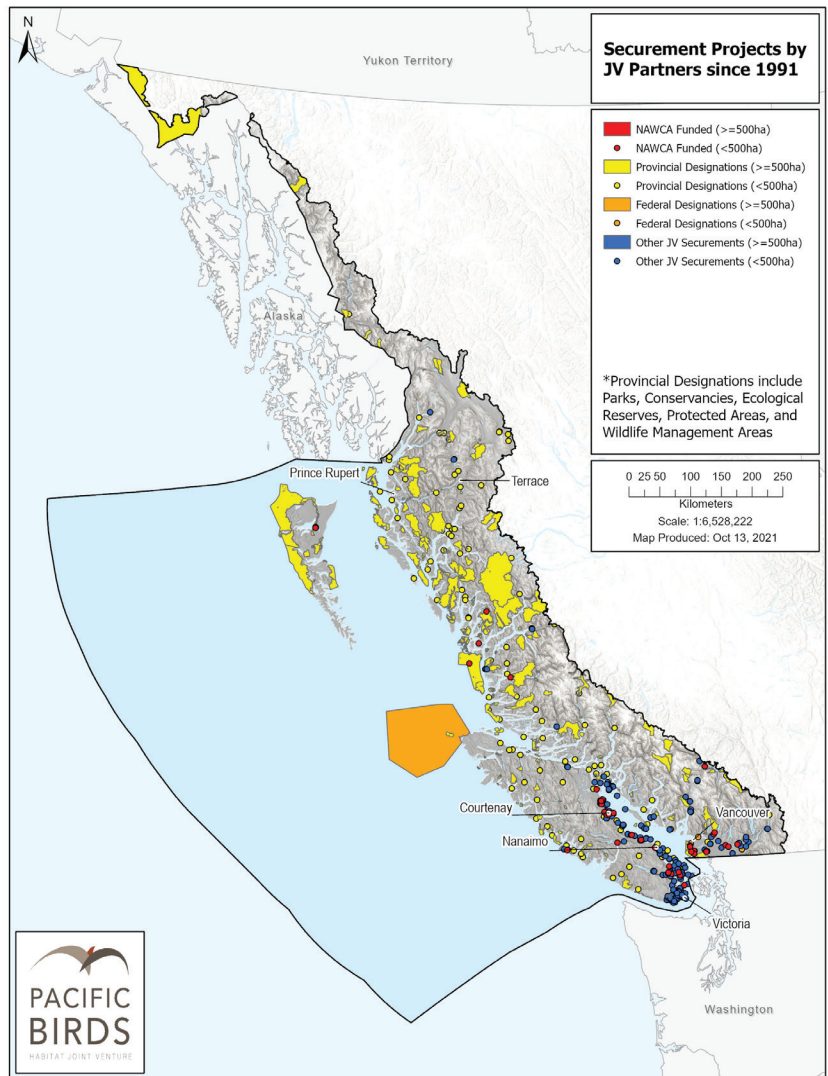 N
Yukon Territory
Securement Projects by
JV Partners since 1991
NAWCA Funded (>=500ha)
NAWCA Funded (<500ha)
Provincial Designations (>=500ha)
Provincial Designations (<500ha)
Federal Designations (>=500ha)
Federal Designations (<500ha)
Other JV Securements (>=500ha)
Other JV Securements (<500ha)
*Provincial Designations include
Parks, Conservancies, Ecological
Reserves, Protected Areas, and
Wildlife Management Areas
0 25 50 100 150 200 250
Kilometers
Scale: 1:6,528,222
Map Produced: Oct 13, 2021
Alaska
Prince Rupert
Terrace
Courtenay
Vancouver
Nanaimo
Victoria
Washington
PACIFIC
BIRDS
HABITAT JOINT VENTURE